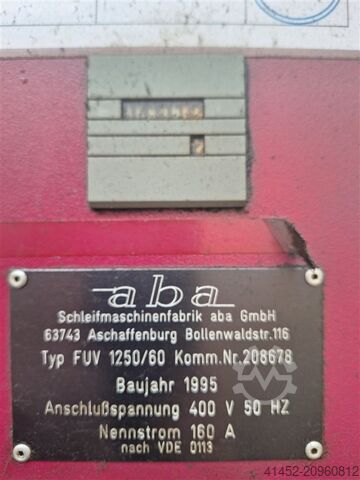 aba
Schleifmaschinenfabrik aba GmbH
63743 Aschaffenburg Bollenwaldstr.116
Typ FUV 1250/60 Komm.Nr.208678
Baujahr 1995
Anschlußspannung 400 V 50 HZ
Nennstrom 160 A
nach VDE 0113
41452-20960812